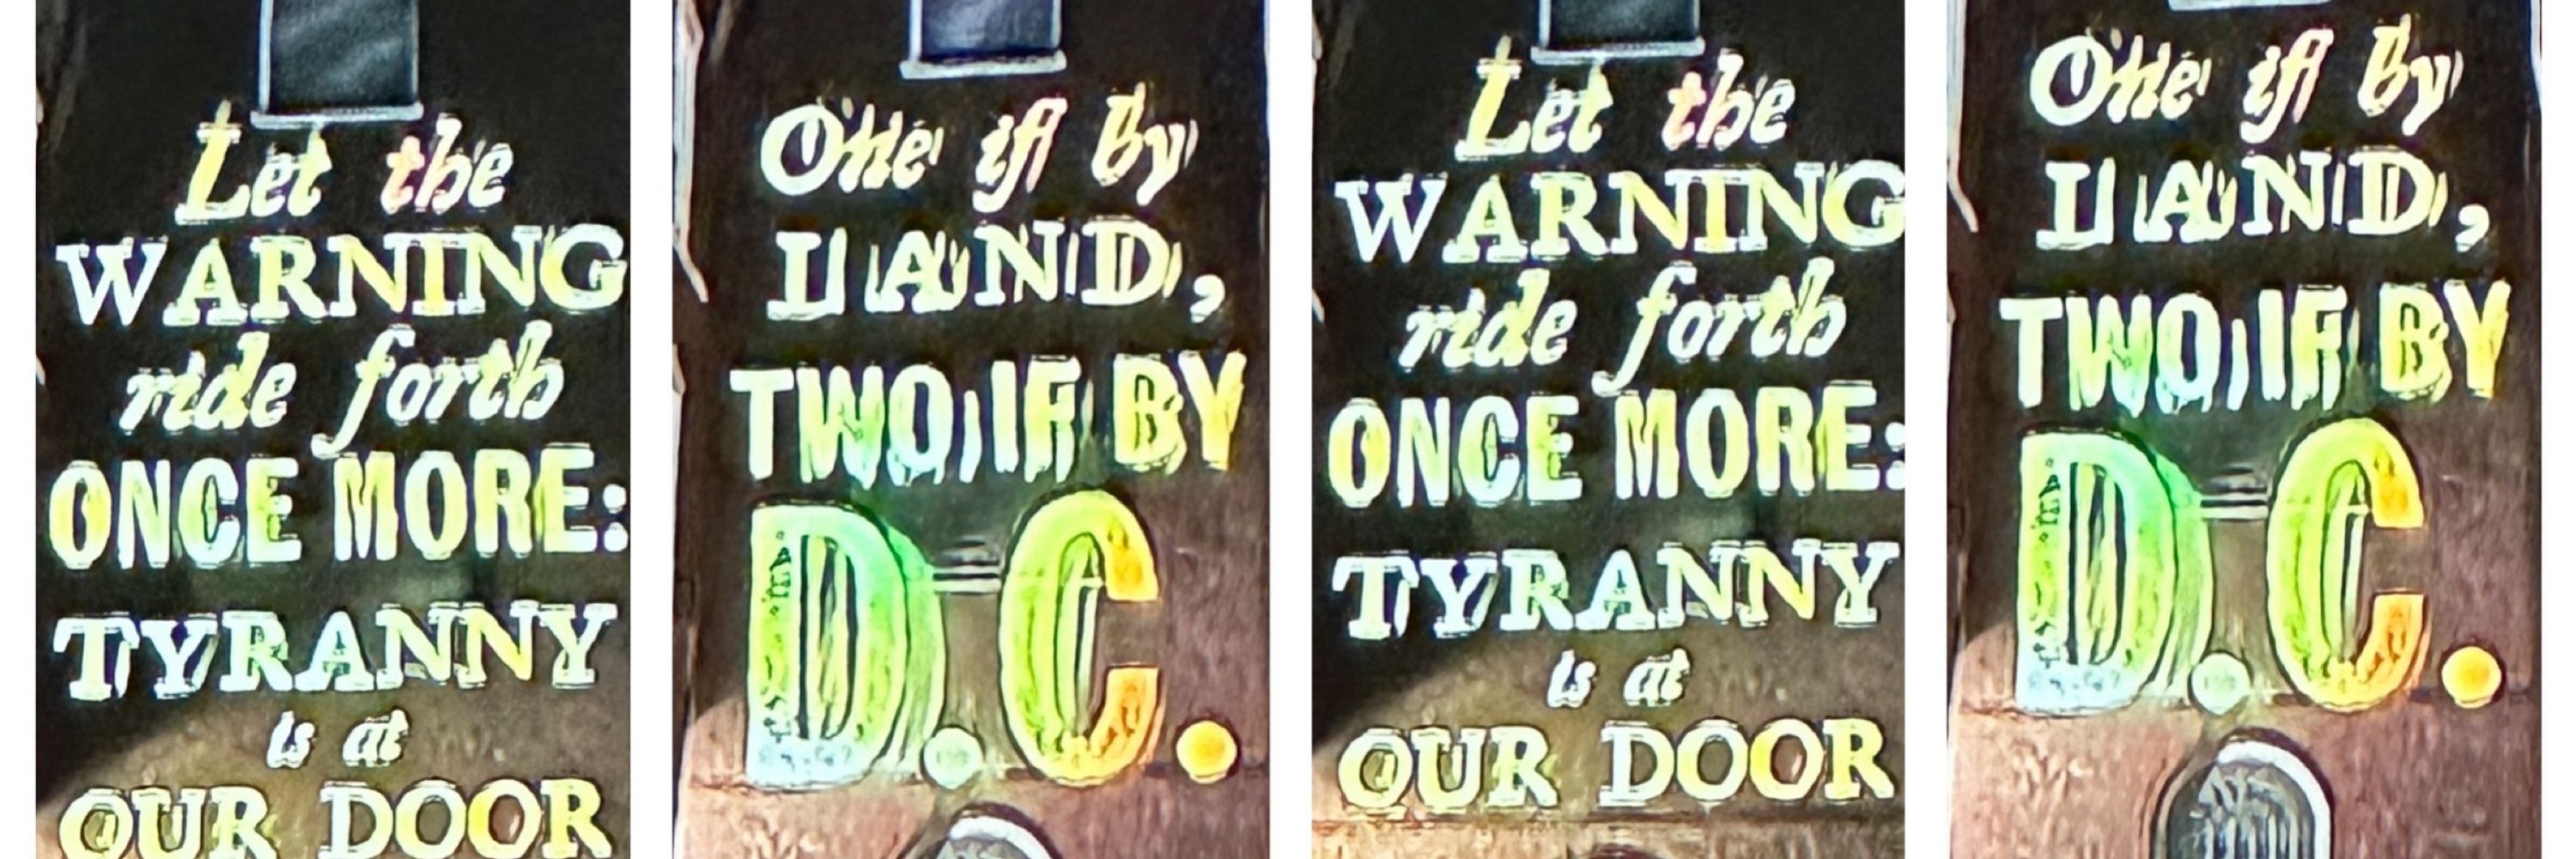 Let the
WARNING
ride forth
ONCE MORE:
TYRANNY
is at
OUR DOOR
One if by
LAND,
TWO IF BY
D.C.
Let the
WARNING
ride forth
ONCE MORE:
TYRANNY
is at
OUR DOOR
One if by
LAND,
TWO IF BY
D.C.